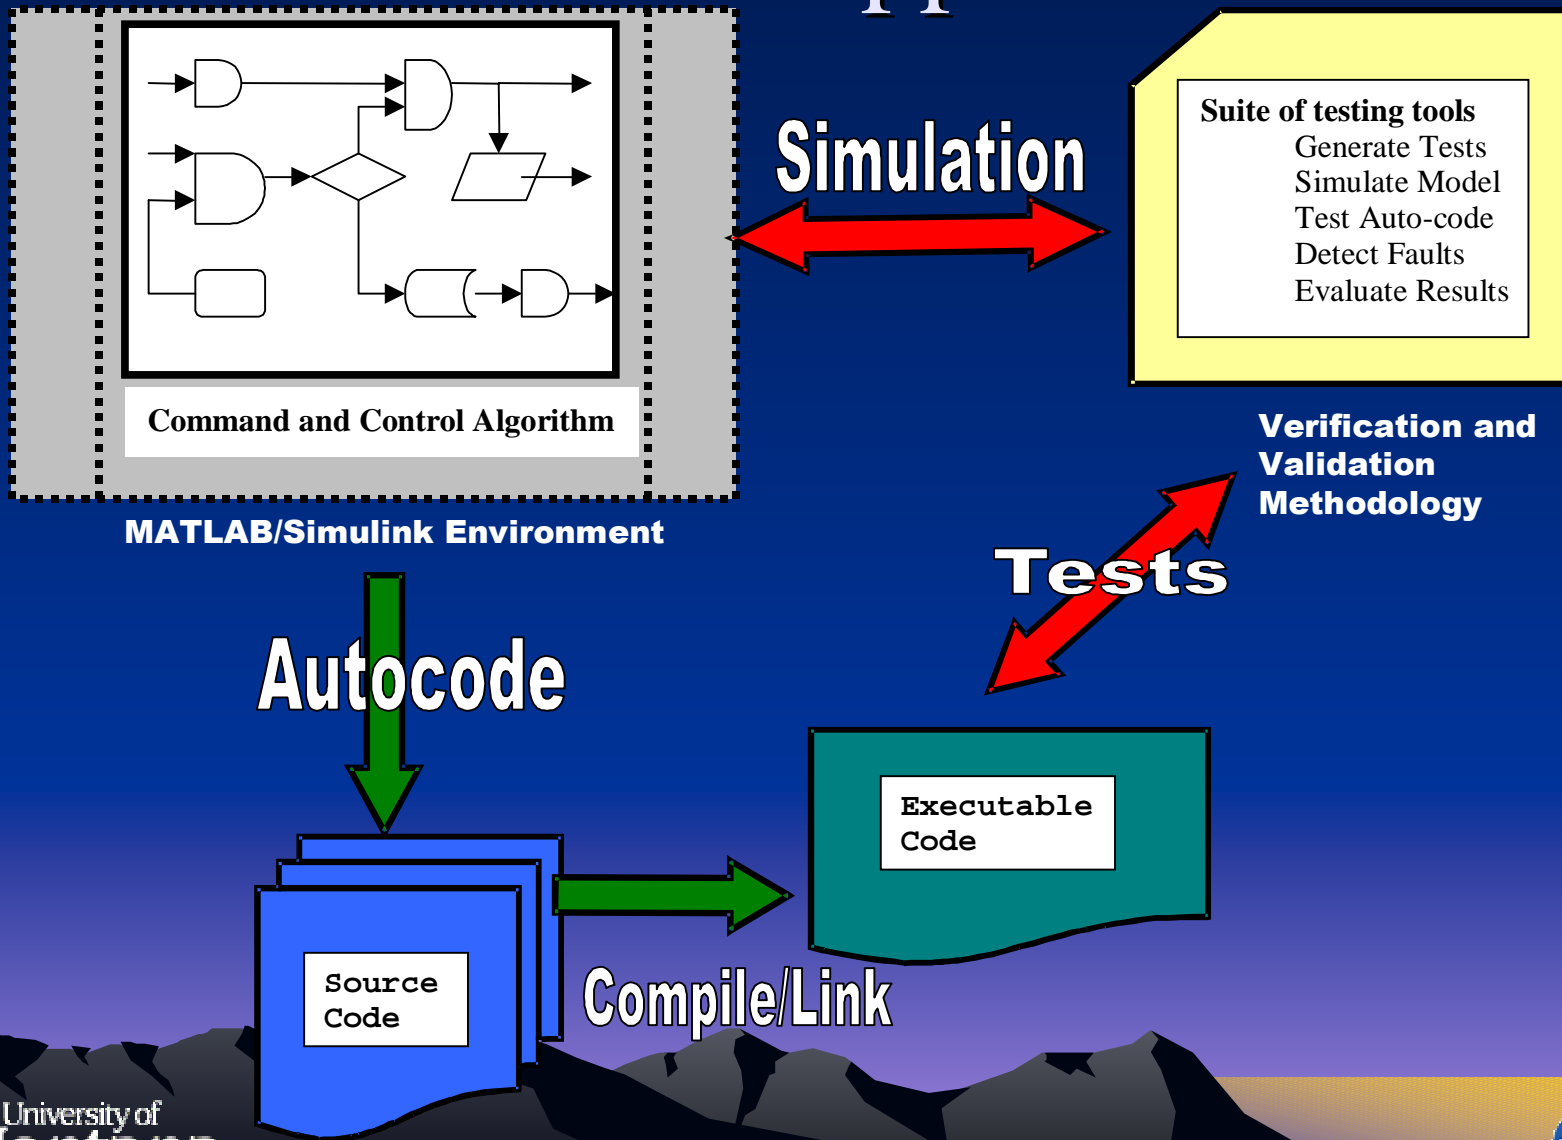 Suite of testing tools
Generate Tests
Simulate Model
Test Auto-code
Detect Faults
Evaluate Results
Simulation
Command and Control Algorithm
Verification and
Validation
Methodology
MATLAB/Simulink Environment
Tests
Autocode
Executable
Code
Source
Code
Compile/Link
University of